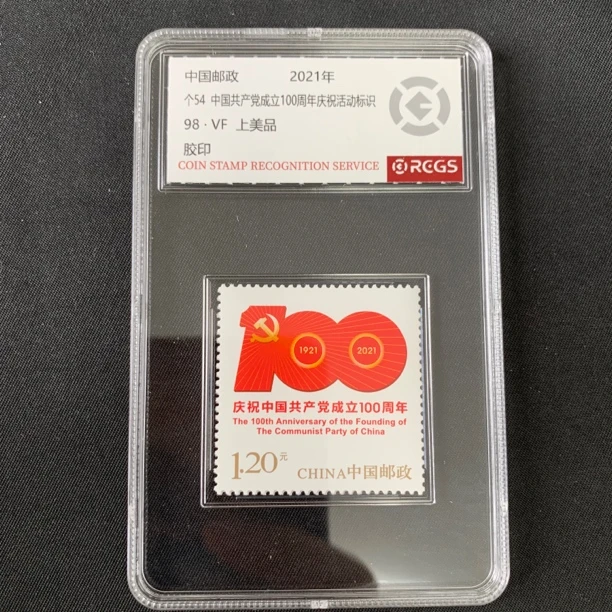 中国邮政 2021年
个54 中国共产党成立100周年庆祝活动标识
98·VF 上美品
胶印
COIN STAMP RECOGNITION SERVICE RCGS
100
1921 2021
庆祝中国共产党成立100周年
The 100th Anniversary of the Founding of
The Communist Party of China
1.20元 CHINA中国邮政